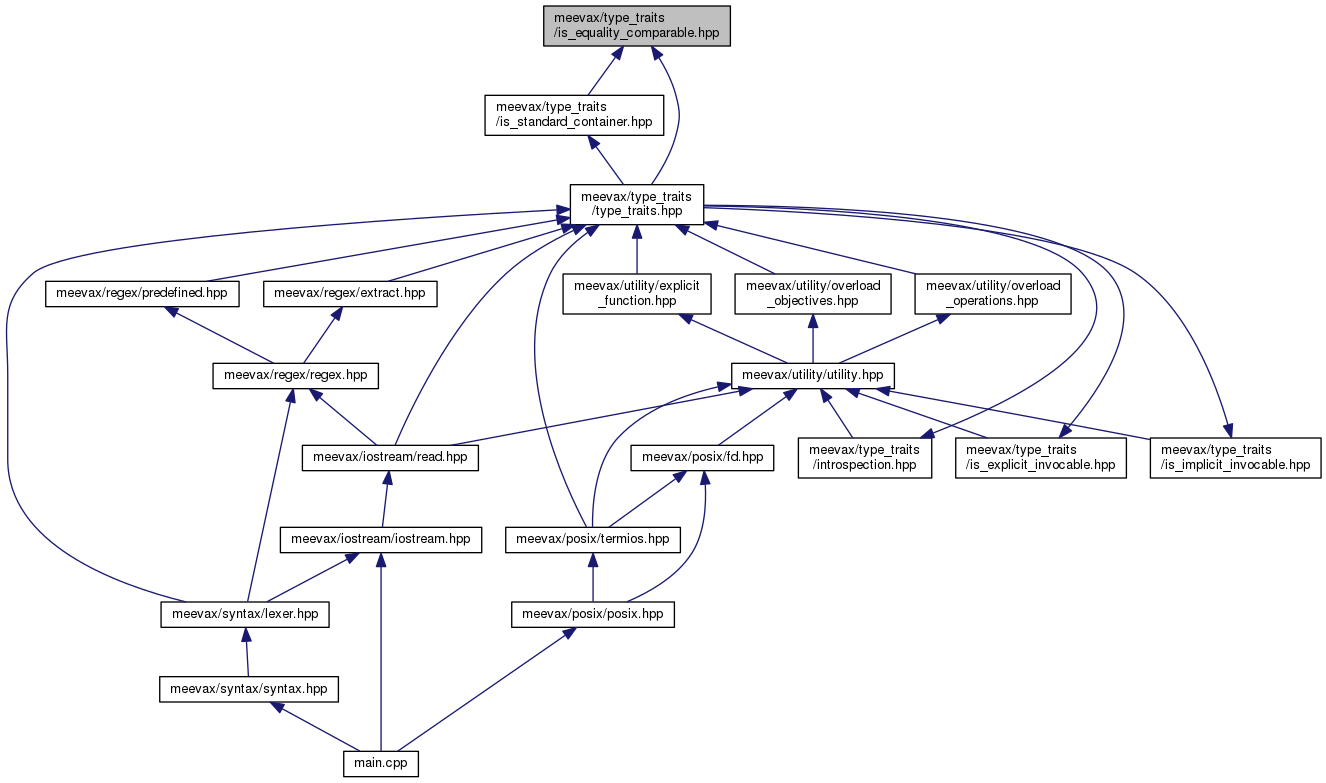 meevax/type_traits
/is_equality_comparable.hpp
meevax/type_traits
/is_standard_container.hpp
meevax/type_traits
/type_traits.hpp
meevax/regex/predefined.hpp
meevax/regex/extract.hpp
meevax/utility/explicit
_function.hpp
meevax/utility/overload
_objectives.hpp
meevax/utility/overload
_operations.hpp
meevax/regex/regex.hpp
meevax/utility/utility.hpp
meevax/iostream/read.hpp
meevax/posix/fd.hpp
meevax/type_traits
/introspection.hpp
meevax/type_traits
/is_explicit_invocable.hpp
meevax/type_traits
/is_implicit_invocable.hpp
meevax/iostream/iostream.hpp
meevax/posix/termios.hpp
meevax/syntax/lexer.hpp
meevax/posix/posix.hpp
meevax/syntax/syntax.hpp
main.cpp